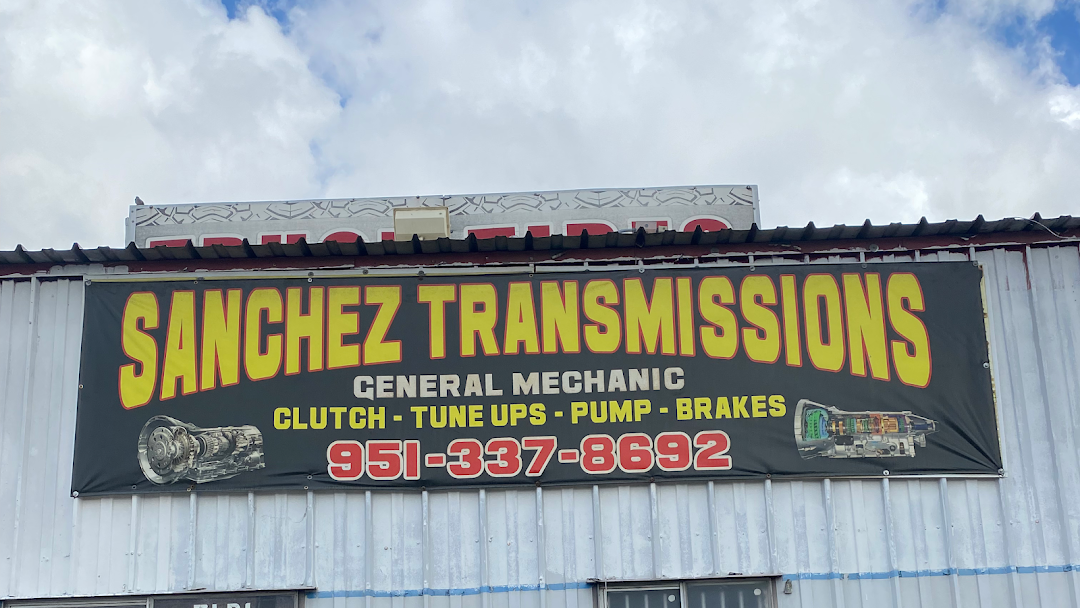 SANCHEZ TRANSMISSIONS
GENERAL MECHANIC
CLUTCH - TUNE UPS - PUMP - BRAKES
951-337-8692